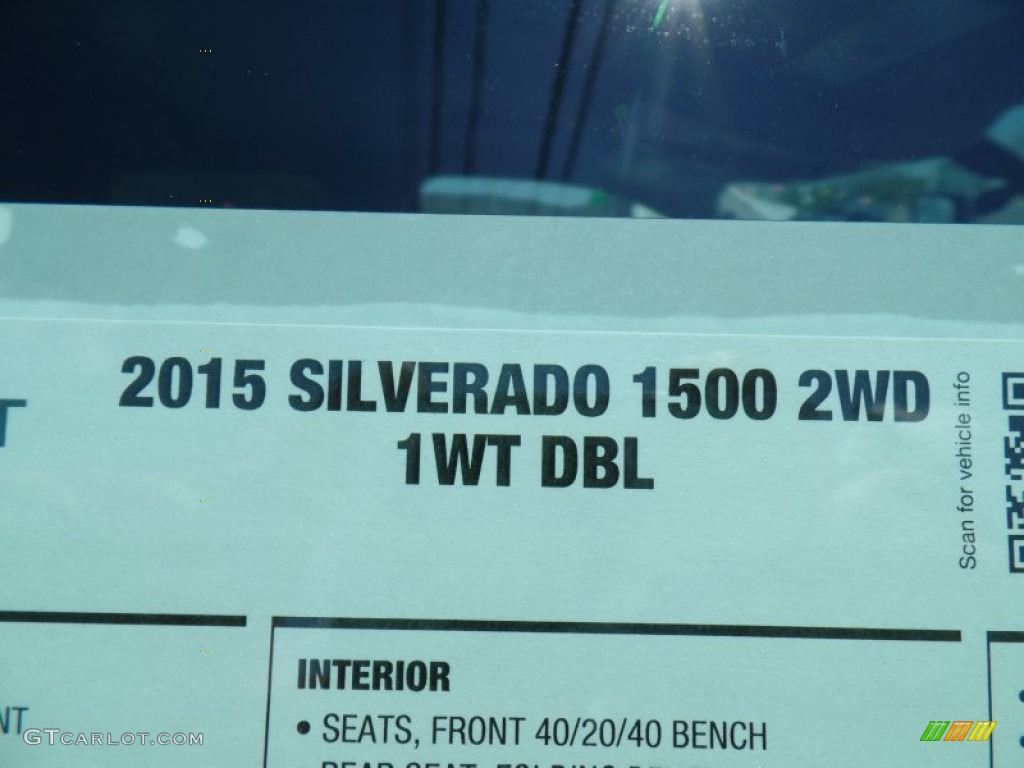 2015 SILVERADO 1500 2WD
1WT DBL
Scan for vehicle info
INTERIOR
• SEATS, FRONT 40/20/40 BENCH
GTCARLOT.COM